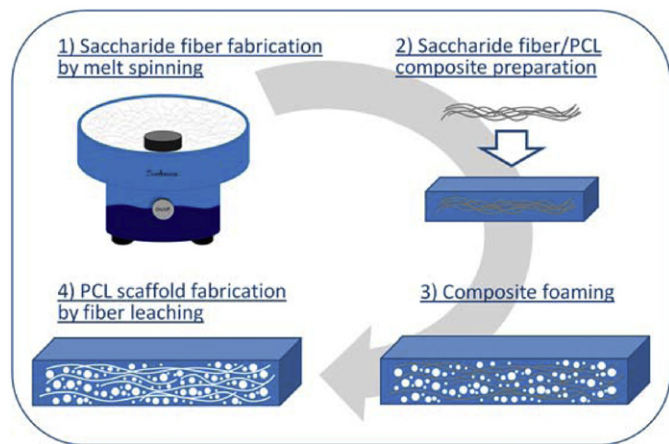 1) Saccharide fiber fabrication
by melt spinning
2) Saccharide fiber/PCL
composite preparation
4) PCL scaffold fabrication
by fiber leaching
3) Composite foaming